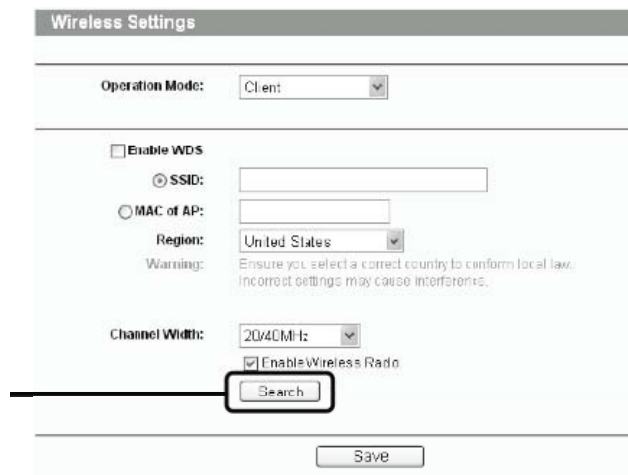 Wireless Settings
Operation Mode: Client
Enable WDS
SSID:
MAC of AP:
Region: United States
Warning: Ensure you select a correct country to conform local law.
Incorrect settings may cause interference.
Channel Width: 20/40MHz
Enable Wireless Radio
Search
Save